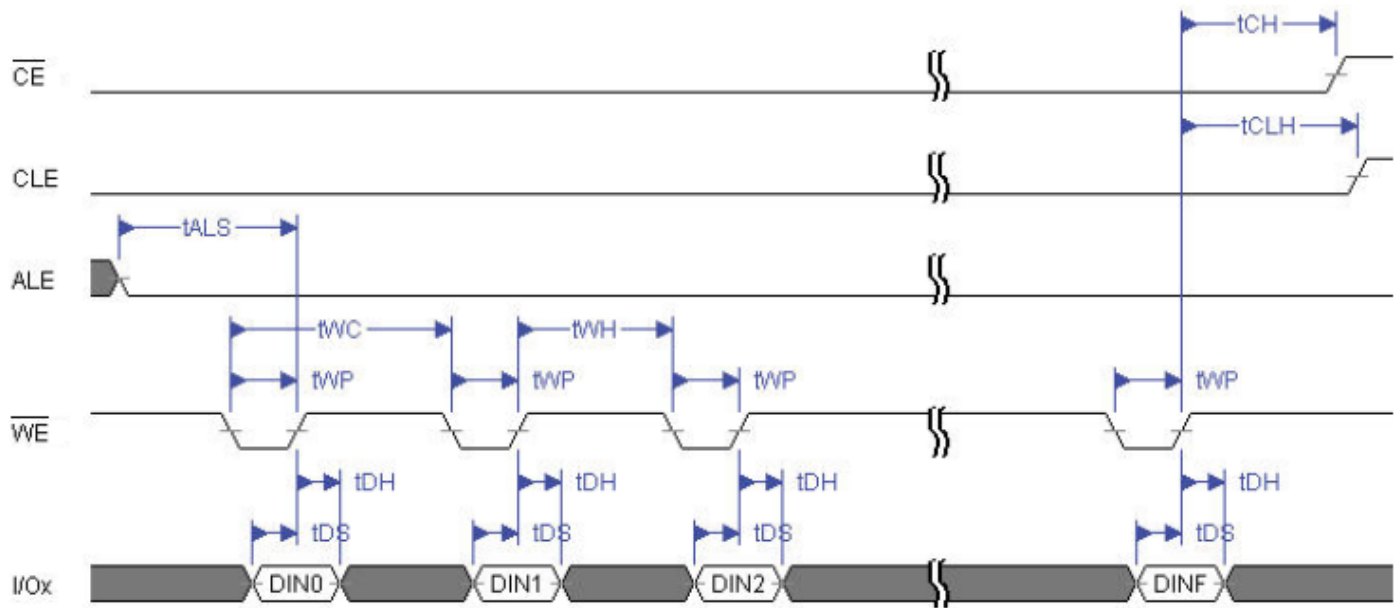 tCH
CE
tCLH
CLE
tALS
ALE
tWC tWH
tWP tWP tWP tWP
WE
tDH tDH tDH tDH
tDS tDS tDS tDS
I/Ox DIN0 DIN1 DIN2 DINF